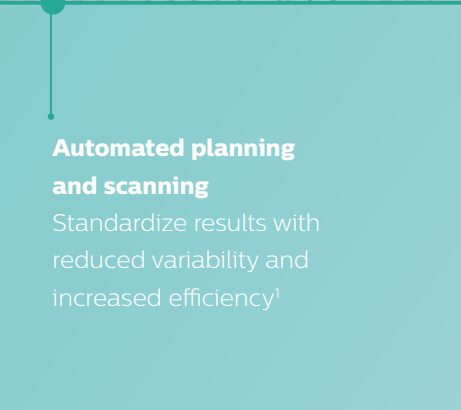 Automated planning
and scanning
Standardize results with
reduced variability and
increased efficiency¹